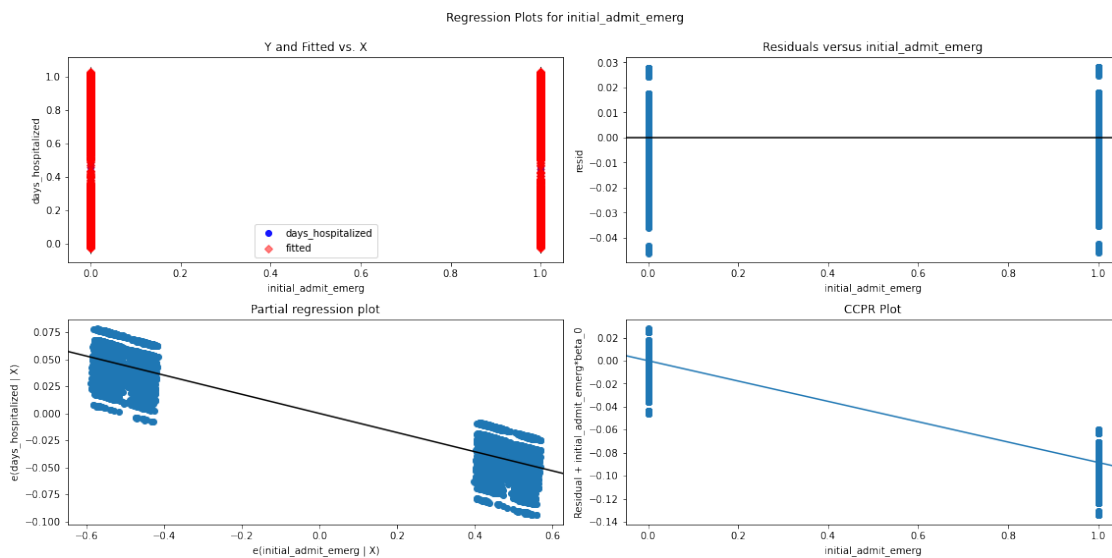 Regression Plots for initial_admit_emerg
Y and Fitted vs. X
days_hospitalized
1.0
0.8
0.6
0.4
0.2
0.0
days_hospitalized
fitted
0.0 0.2 0.4 0.6 0.8 1.0
initial_admit_emerg
Residuals versus initial_admit_emerg
resid
0.03
0.02
0.01
0.00
−0.01
−0.02
−0.03
−0.04
0.0 0.2 0.4 0.6 0.8 1.0
initial_admit_emerg
Partial regression plot
e(days_hospitalized | X)
0.075
0.050
0.025
0.000
−0.025
−0.050
−0.075
−0.100
−0.6 −0.4 −0.2 0.0 0.2 0.4 0.6
e(initial_admit_emerg | X)
CCPR Plot
Residual + initial_admit_emerg*beta_0
0.02
0.00
−0.02
−0.04
−0.06
−0.08
−0.10
−0.12
−0.14
0.0 0.2 0.4 0.6 0.8 1.0
initial_admit_emerg